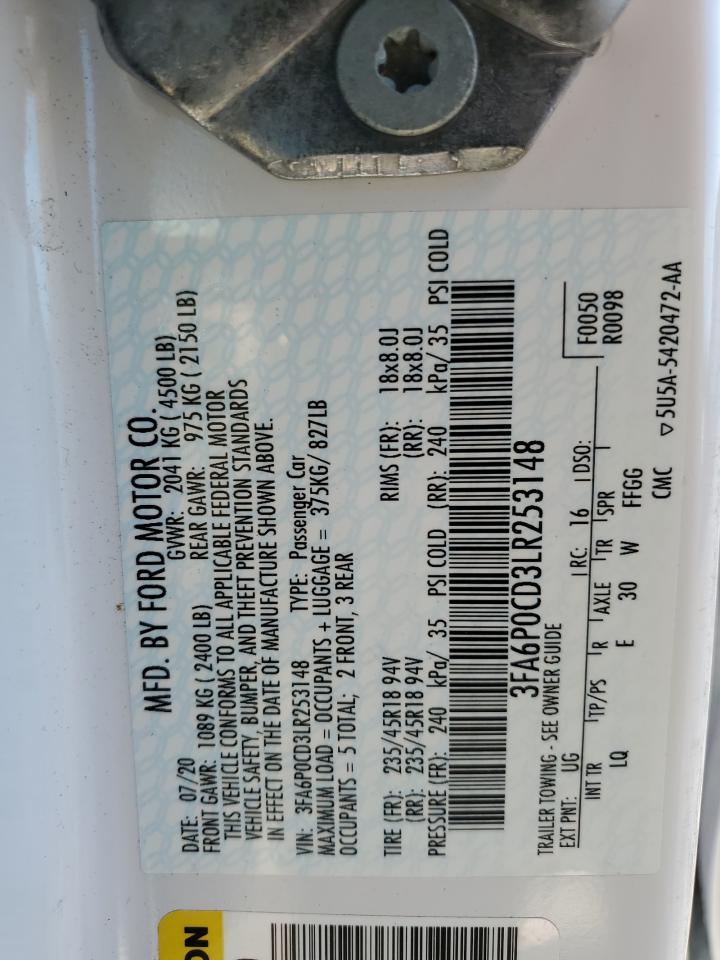 MFD. BY FORD MOTOR CO.
DATE: 07/20 GVWR: 2041 KG ( 4500 LB)
FRONT GAWR: 1089 KG ( 2400 LB) REAR GAWR: 975 KG ( 2150 LB)
THIS VEHICLE CONFORMS TO ALL APPLICABLE FEDERAL MOTOR
VEHICLE SAFETY, BUMPER, AND THEFT PREVENTION STANDARDS
IN EFFECT ON THE DATE OF MANUFACTURE SHOWN ABOVE.
VIN: 3FA6P0CD3LR253148 TYPE: Passenger Car
MAXIMUM LOAD = OCCUPANTS + LUGGAGE = 375KG/ 827LB
OCCUPANTS = 5 TOTAL; 2 FRONT, 3 REAR
TIRE (FR): 235/45R18 94V RIMS (FR): 18x8.0J
(RR): 235/45R18 94V (RR): 18x8.0J
PRESSURE (FR): 240 kPa/ 35 PSI COLD (RR): 240 kPa/ 35 PSI COLD
3FA6P0CD3LR253148
TRAILER TOWING - SEE OWNER GUIDE
F0050
R0098
EXT PNT: UG RC: 16 DSO:
INT TR TP/PS R AXLE TR SPR
LQ E 30 W FFGG
CMC ▽ 5U5A-5420472-AA
ON